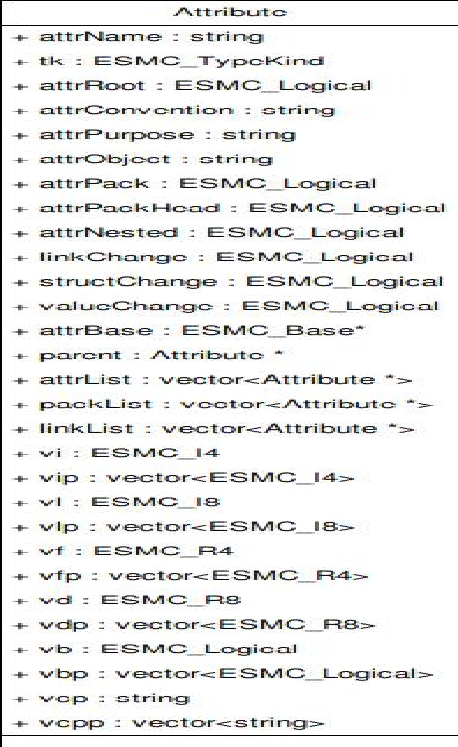 Attribute
+ attrName : string
+ tk : ESMC_TypeKind
+ attrRoot : ESMC_Logical
+ attrConvention : string
+ attrPurpose : string
+ attrObject : string
+ attrPack : ESMC_Logical
+ attrPackHead : ESMC_Logical
+ attrNested : ESMC_Logical
+ linkChange : ESMC_Logical
+ structChange : ESMC_Logical
+ valueChange : ESMC_Logical
+ attrBase : ESMC_Base*
+ parent : Attribute *
+ attrList : vector<Attribute *>
+ packList : vector<Attribute *>
+ linkList : vector<Attribute *>
+ vi : ESMC_I4
+ vip : vector<ESMC_I4>
+ vl : ESMC_I8
+ vlp : vector<ESMC_I8>
+ vf : ESMC_R4
+ vfp : vector<ESMC_R4>
+ vd : ESMC_R8
+ vdp : vector<ESMC_R8>
+ vb : ESMC_Logical
+ vbp : vector<ESMC_Logical>
+ vcp : string
+ vcpp : vector<string>